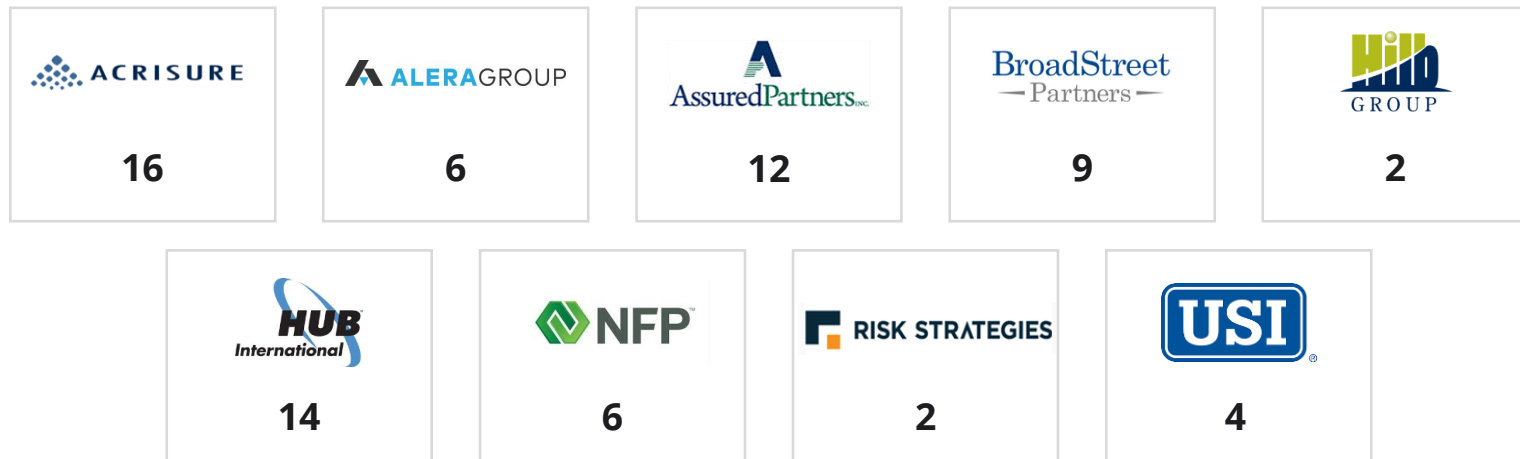 ACRISURE
16
ALERAGROUP
6
A
AssuredPartners INC.
12
BroadStreet
Partners
9
Hilb
GROUP
2
HUB
International
14
NFP™
6
RISK STRATEGIES
2
USI®
4